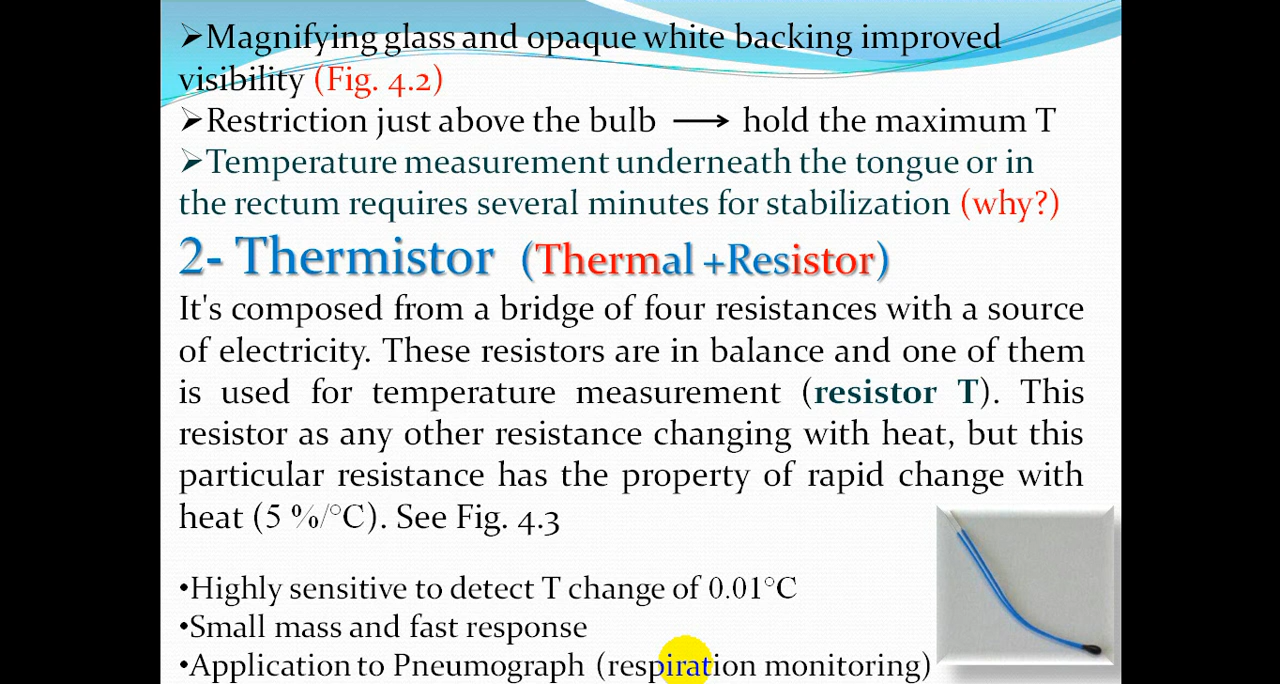 ➢Magnifying glass and opaque white backing improved
visibility (Fig. 4.2)
➢Restriction just above the bulb ⟶ hold the maximum T
➢Temperature measurement underneath the tongue or in
the rectum requires several minutes for stabilization (why?)
2- Thermistor (Thermal +Resistor)
It's composed from a bridge of four resistances with a source
of electricity. These resistors are in balance and one of them
is used for temperature measurement (resistor T). This
resistor as any other resistance changing with heat, but this
particular resistance has the property of rapid change with
heat (5 %/°C). See Fig. 4.3
•Highly sensitive to detect T change of 0.01°C
•Small mass and fast response
•Application to Pneumograph (respiration monitoring)